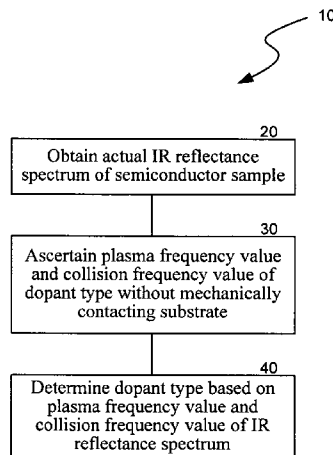 10
20
Obtain actual IR reflectance
spectrum of semiconductor sample
30
Ascertain plasma frequency value
and collision frequency value of
dopant type without mechanically
contacting substrate
40
Determine dopant type based on
plasma frequency value and
collision frequency value of IR
reflectance spectrum